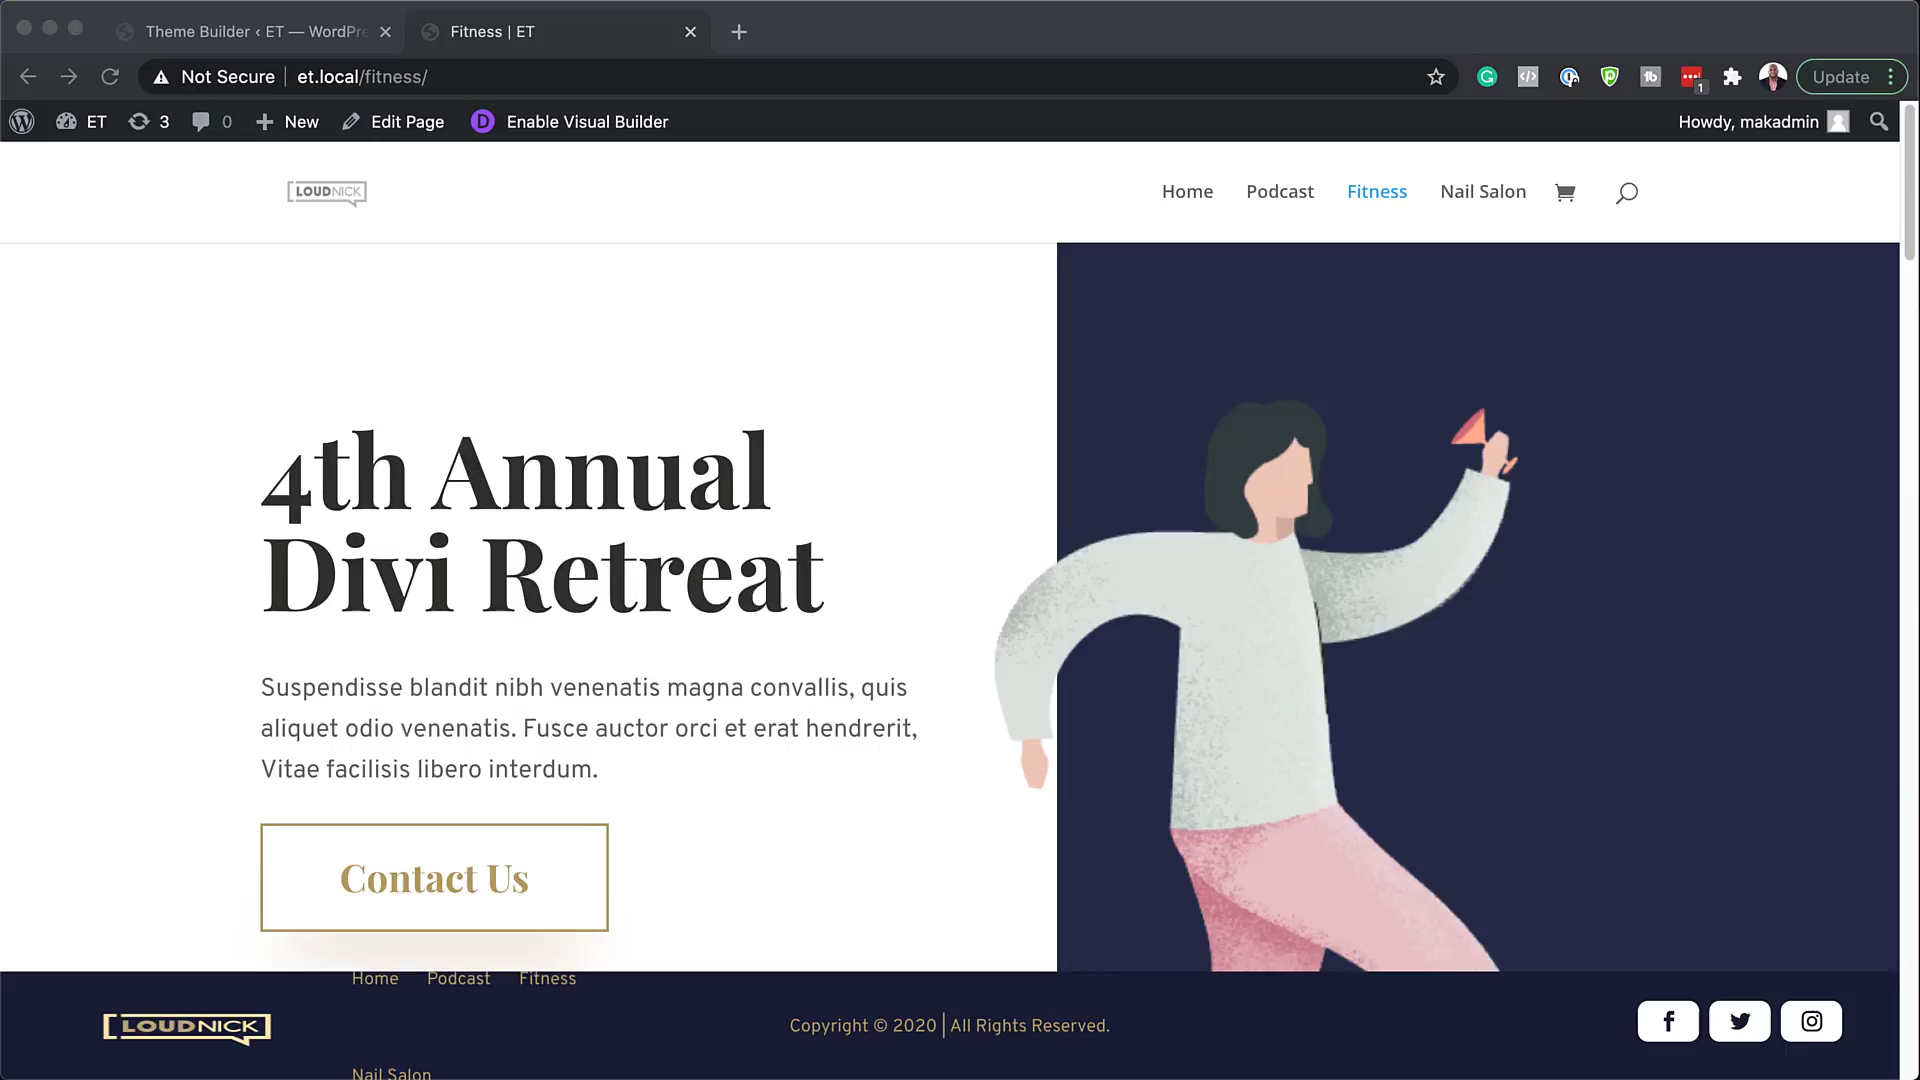 Theme Builder ‹ ET — WordPre
Fitness | ET
Not Secure
et.local/fitness/
Update
1
ET
3
0
New
Edit Page
D
Enable Visual Builder
Howdy, makadmin
LOUDNICK
Home
Podcast
Fitness
Nail Salon
4th Annual
Divi Retreat
Suspendisse blandit nibh venenatis magna convallis, quis
aliquet odio venenatis. Fusce auctor orci et erat hendrerit,
Vitae facilisis libero interdum.
Contact Us
Home
Podcast
Fitness
LOUDNICK
Copyright © 2020 | All Rights Reserved.
Nail Salon